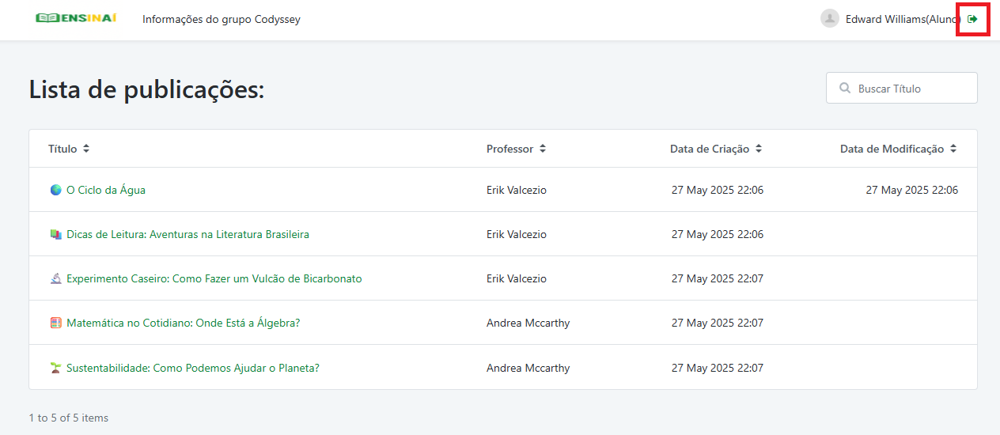 ENSINAÍ Informações do grupo Codyssey Edward Williams(Aluno)
Lista de publicações:
Buscar Título
Título Professor Data de Criação Data de Modificação
O Ciclo da Água Erik Valcezio 27 May 2025 22:06 27 May 2025 22:06
Dicas de Leitura: Aventuras na Literatura Brasileira Erik Valcezio 27 May 2025 22:06
Experimento Caseiro: Como Fazer um Vulcão de Bicarbonato Erik Valcezio 27 May 2025 22:07
Matemática no Cotidiano: Onde Está a Álgebra? Andrea Mccarthy 27 May 2025 22:07
Sustentabilidade: Como Podemos Ajudar o Planeta? Andrea Mccarthy 27 May 2025 22:07
1 to 5 of 5 items